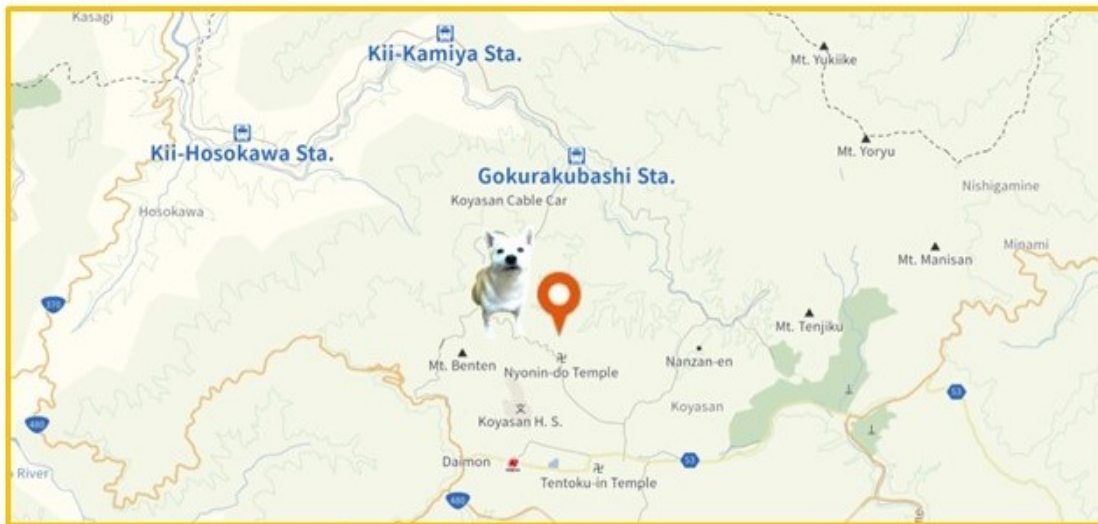 Kasagi
Kii-Kamiya Sta.
Mt. Yukiike
Kii-Hosokawa Sta.
Mt. Yoryu
Gokurakubashi Sta.
Nishigamine
Koyasan Cable Car
Hosokawa
Minami
Mt. Manisan
370
Mt. Tenjiku
Mt. Benten
Nyonin-do Temple
Nanzan-en
53
文
Koyasan
480
Koyasan H. S.
Daimon
53
River
Tentoku-in Temple
480